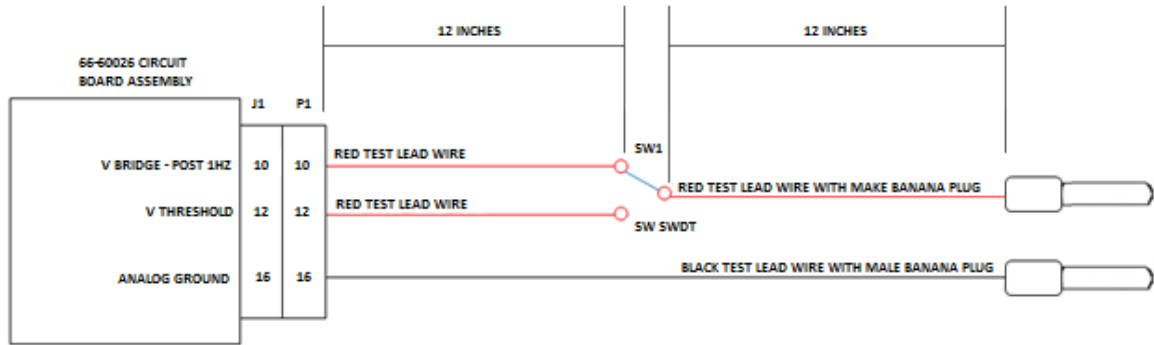 12 INCHES
12 INCHES
66-60026 CIRCUIT
BOARD ASSEMBLY
J1
P1
V BRIDGE - POST 1HZ
10
10
RED TEST LEAD WIRE
SW1
RED TEST LEAD WIRE WITH MAKE BANANA PLUG
V THRESHOLD
12
12
RED TEST LEAD WIRE
SW SWDT
ANALOG GROUND
16
16
BLACK TEST LEAD WIRE WITH MALE BANANA PLUG